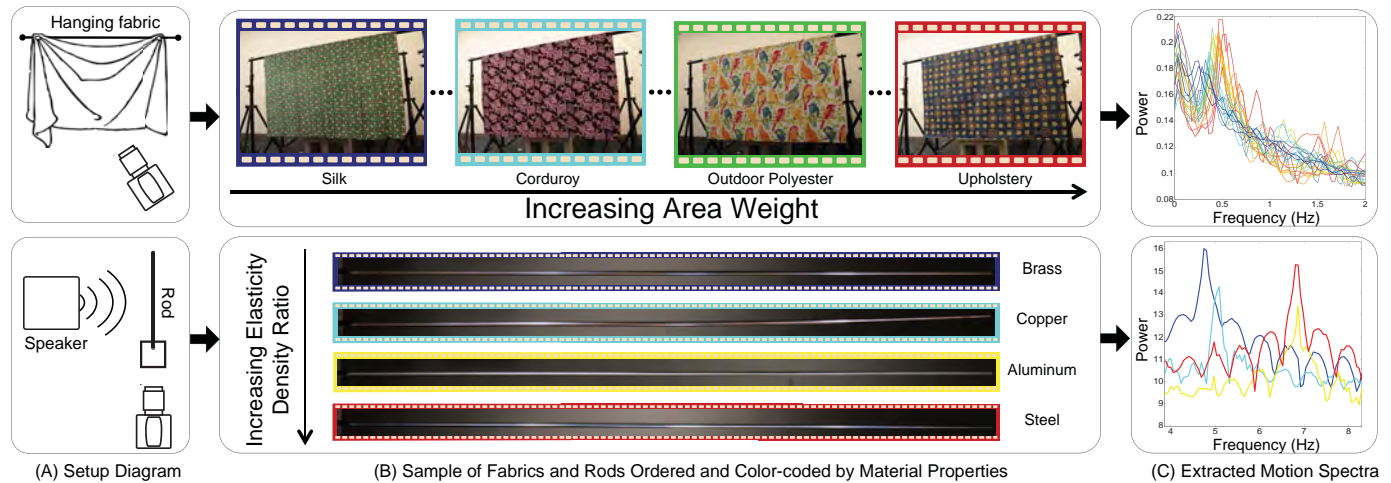 Hanging fabric
Silk
Corduroy
Outdoor Polyester
Upholstery
Increasing Area Weight
0.22
0.2
0.18
0.16
0.14
0.12
0.1
0.08
Power
0 0.5 1 1.5 2
Frequency (Hz)
Speaker
Rod
Increasing Elasticity
Density Ratio
Brass
Copper
Aluminum
Steel
16
15
14
13
12
11
10
9
8
Power
4 5 6 7 8
Frequency (Hz)
(A) Setup Diagram
(B) Sample of Fabrics and Rods Ordered and Color-coded by Material Properties
(C) Extracted Motion Spectra